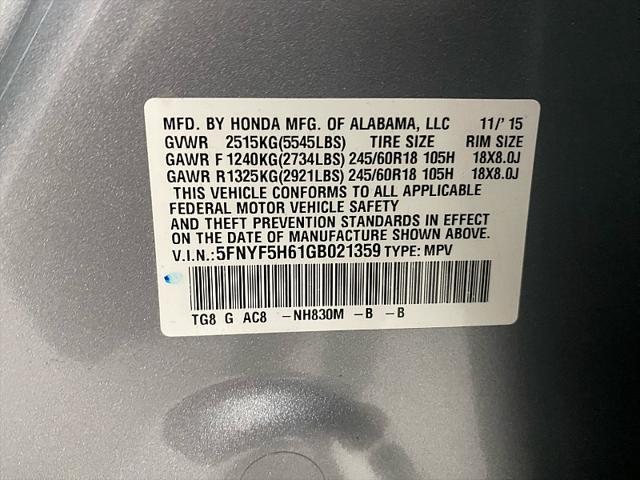 MFD. BY HONDA MFG. OF ALABAMA, LLC 11/' 15
GVWR 2515KG(5545LBS) TIRE SIZE RIM SIZE
GAWR F 1240KG(2734LBS) 245/60R18 105H 18X8.0J
GAWR R1325KG(2921LBS) 245/60R18 105H 18X8.0J
THIS VEHICLE CONFORMS TO ALL APPLICABLE
FEDERAL MOTOR VEHICLE SAFETY
AND THEFT PREVENTION STANDARDS IN EFFECT
ON THE DATE OF MANUFACTURE SHOWN ABOVE.
V.I.N.:5FNYF5H61GB021359 TYPE: MPV
TG8 G AC8 -NH830M -B -B